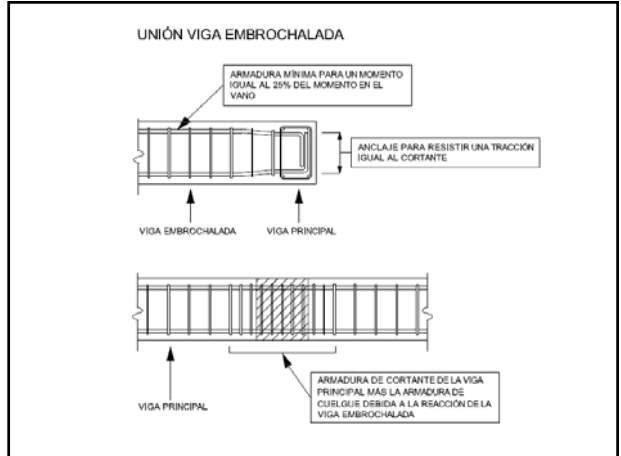 UNIÓN VIGA EMBROCHALADA
ARMADURA MÍNIMA PARA UN MOMENTO
IGUAL AL 25% DEL MOMENTO EN EL
VANO
ANCLAJE PARA RESISTIR UNA TRACCIÓN
IGUAL AL CORTANTE
VIGA EMBROCHALADA
VIGA PRINCIPAL
VIGA PRINCIPAL
ARMADURA DE CORTANTE DE LA VIGA
PRINCIPAL MÁS LA ARMADURA DE
CUELGUE DEBIDA A LA REACCIÓN DE LA
VIGA EMBROCHALADA